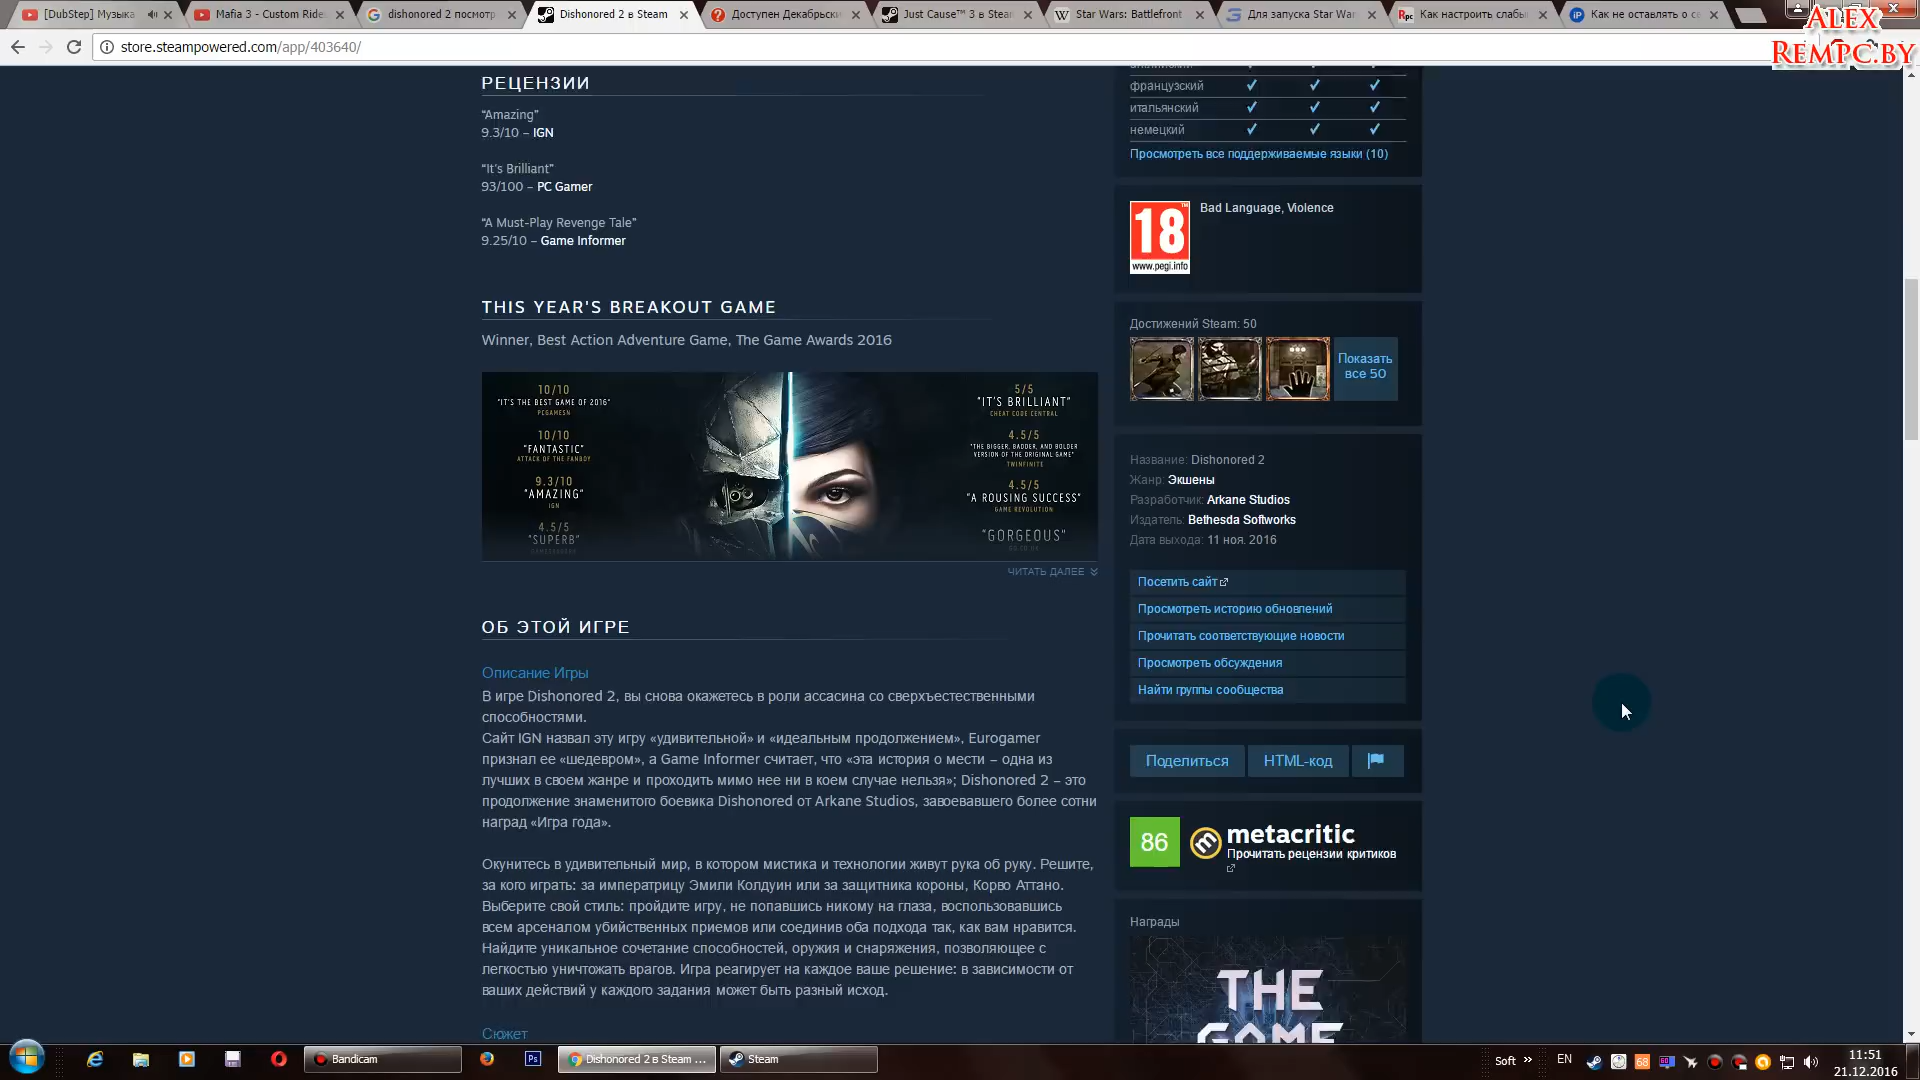 [DubStep] Музыка
Mafia 3 - Custom Ride
dishonored 2 посмотр
Dishonored 2 в Steam
Доступен Декабрьски
Just Cause™ 3 в Steam
Star Wars: Battlefront
Для запуска Star War
Как настроить слабы
Как не оставлять о с
ALEX
REMPC.BY
store.steampowered.com/app/403640/
РЕЦЕНЗИИ
“Amazing”
9.3/10 – IGN
“It's Brilliant”
93/100 – PC Gamer
“A Must-Play Revenge Tale”
9.25/10 – Game Informer
THIS YEAR'S BREAKOUT GAME
Winner, Best Action Adventure Game, The Game Awards 2016
10/10
"IT'S THE BEST GAME OF 2016"
PCGAMESN
10/10
"FANTASTIC"
ATTACK OF THE FANBOY
9.3/10
"AMAZING"
IGN
4.5/5
"SUPERB"
5/5
"IT'S BRILLIANT"
CHEAT CODE CENTRAL
4.5/5
"THE BIGGER, BADDER, AND BOLDER
VERSION OF THE ORIGINAL GAME"
TWINFINITE
4.5/5
"A ROUSING SUCCESS"
GAME REVOLUTION
"GORGEOUS"
ЧИТАТЬ ДАЛЕЕ
ОБ ЭТОЙ ИГРЕ
Описание Игры
В игре Dishonored 2, вы снова окажетесь в роли ассасина со сверхъестественными
способностями.
Сайт IGN назвал эту игру «удивительной» и «идеальным продолжением», Eurogamer
признал ее «шедевром», а Game Informer считает, что «эта история о мести – одна из
лучших в своем жанре и проходить мимо нее ни в коем случае нельзя»; Dishonored 2 – это
продолжение знаменитого боевика Dishonored от Arkane Studios, завоевавшего более сотни
наград «Игра года».
Окунитесь в удивительный мир, в котором мистика и технологии живут рука об руку. Решите,
за кого играть: за императрицу Эмили Колдуин или за защитника короны, Корво Аттано.
Выберите свой стиль: пройдите игру, не попавшись никому на глаза, воспользовавшись
всем арсеналом убийственных приемов или соединив оба подхода так, как вам нравится.
Найдите уникальное сочетание способностей, оружия и снаряжения, позволяющее с
легкостью уничтожать врагов. Игра реагирует на каждое ваше решение: в зависимости от
ваших действий у каждого задания может быть разный исход.
Сюжет
французский
итальянский
немецкий
Просмотреть все поддерживаемые языки (10)
18
www.pegi.info
Bad Language, Violence
Достижений Steam: 50
Показать
все 50
Название: Dishonored 2
Жанр: Экшены
Разработчик: Arkane Studios
Издатель: Bethesda Softworks
Дата выхода: 11 ноя. 2016
Посетить сайт
Просмотреть историю обновлений
Прочитать соответствующие новости
Просмотреть обсуждения
Найти группы сообщества
Поделиться
HTML-код
86
metacritic
Прочитать рецензии критиков
Награды
THE
GAME
Bandicam
Ps
Dishonored 2 в Steam ...
Steam
Soft
EN
68
11:51
21.12.2016